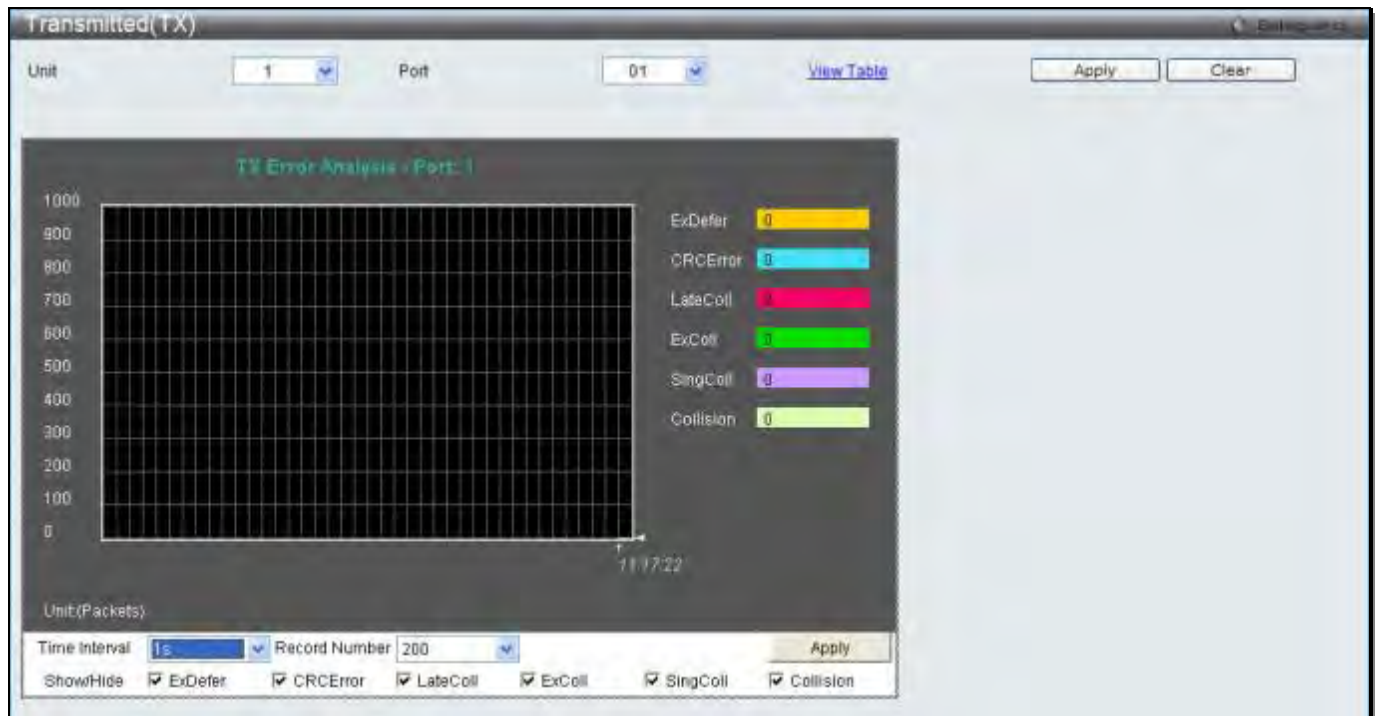 Transmitted(TX)
Unit 1 Port 01 View Table Apply Clear
TX Error Analysis - Port: 1
1000
900
800
700
600
500
400
300
200
100
0
11:17:22
ExDefer 0
CRCError 0
LateColl 0
ExColl 0
SingColl 0
Collision 0
Unit:(Packets)
Time Interval 1s Record Number 200 Apply
Show/Hide ExDefer CRCError LateColl ExColl SingColl Collision